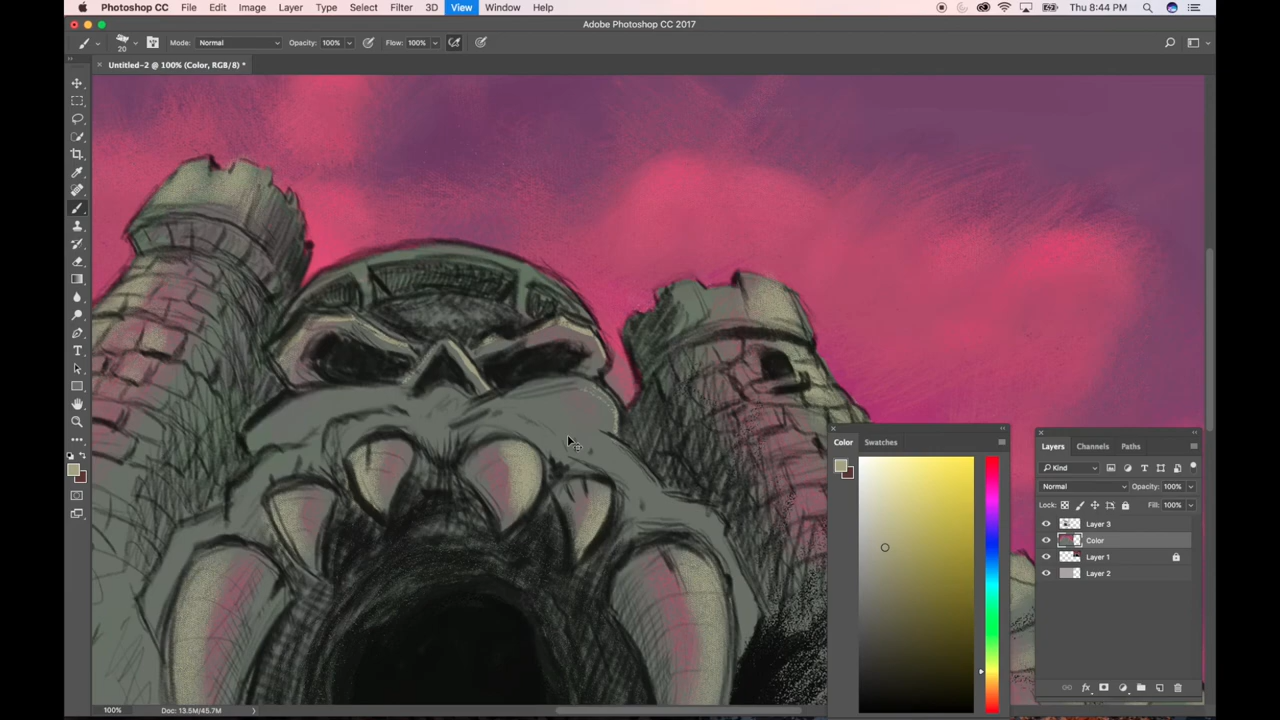 Photoshop CC File Edit Image Layer Type Select Filter 3D View Window Help Thu 8:44 PM
Adobe Photoshop CC 2017
20 Mode: Normal Opacity: 100% Flow: 100%
× Untitled-2 @ 100% (Color, RGB/8) *
Color Swatches
Layers Channels Paths
Kind
Normal Opacity: 100%
Lock: Fill: 100%
Layer 3
Color
Layer 1
Layer 2
100% Doc: 13.5M/45.7M